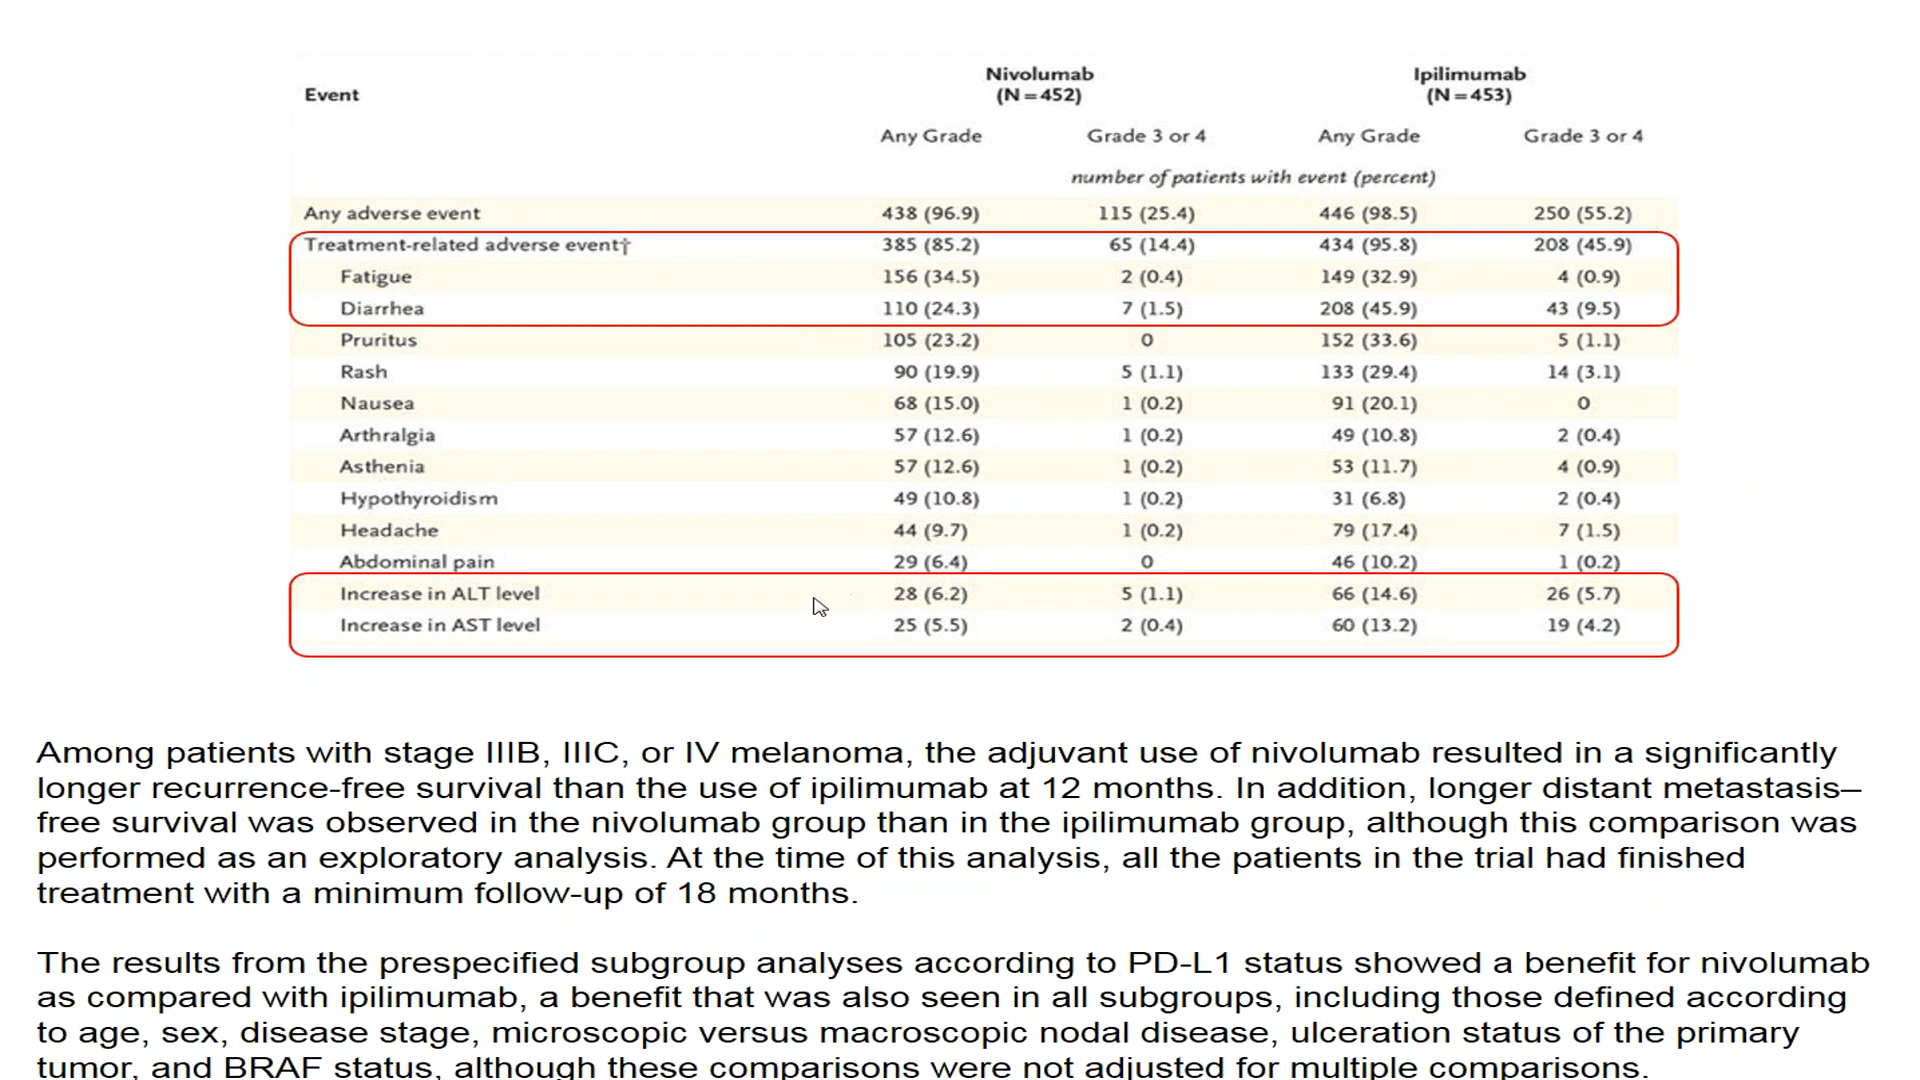 Nivolumab Ipilimumab
Event (N=452) (N=453)
Any Grade Grade 3 or 4 Any Grade Grade 3 or 4
number of patients with event (percent)
Any adverse event 438 (96.9) 115 (25.4) 446 (98.5) 250 (55.2)
Treatment-related adverse event† 385 (85.2) 65 (14.4) 434 (95.8) 208 (45.9)
Fatigue 156 (34.5) 2 (0.4) 149 (32.9) 4 (0.9)
Diarrhea 110 (24.3) 7 (1.5) 208 (45.9) 43 (9.5)
Pruritus 105 (23.2) 0 152 (33.6) 5 (1.1)
Rash 90 (19.9) 5 (1.1) 133 (29.4) 14 (3.1)
Nausea 68 (15.0) 1 (0.2) 91 (20.1) 0
Arthralgia 57 (12.6) 1 (0.2) 49 (10.8) 2 (0.4)
Asthenia 57 (12.6) 1 (0.2) 53 (11.7) 4 (0.9)
Hypothyroidism 49 (10.8) 1 (0.2) 31 (6.8) 2 (0.4)
Headache 44 (9.7) 1 (0.2) 79 (17.4) 7 (1.5)
Abdominal pain 29 (6.4) 0 46 (10.2) 1 (0.2)
Increase in ALT level 28 (6.2) 5 (1.1) 66 (14.6) 26 (5.7)
Increase in AST level 25 (5.5) 2 (0.4) 60 (13.2) 19 (4.2)
Among patients with stage IIIB, IIIC, or IV melanoma, the adjuvant use of nivolumab resulted in a significantly
longer recurrence-free survival than the use of ipilimumab at 12 months. In addition, longer distant metastasis–
free survival was observed in the nivolumab group than in the ipilimumab group, although this comparison was
performed as an exploratory analysis. At the time of this analysis, all the patients in the trial had finished
treatment with a minimum follow-up of 18 months.
The results from the prespecified subgroup analyses according to PD-L1 status showed a benefit for nivolumab
as compared with ipilimumab, a benefit that was also seen in all subgroups, including those defined according
to age, sex, disease stage, microscopic versus macroscopic nodal disease, ulceration status of the primary
tumor, and BRAF status, although these comparisons were not adjusted for multiple comparisons.